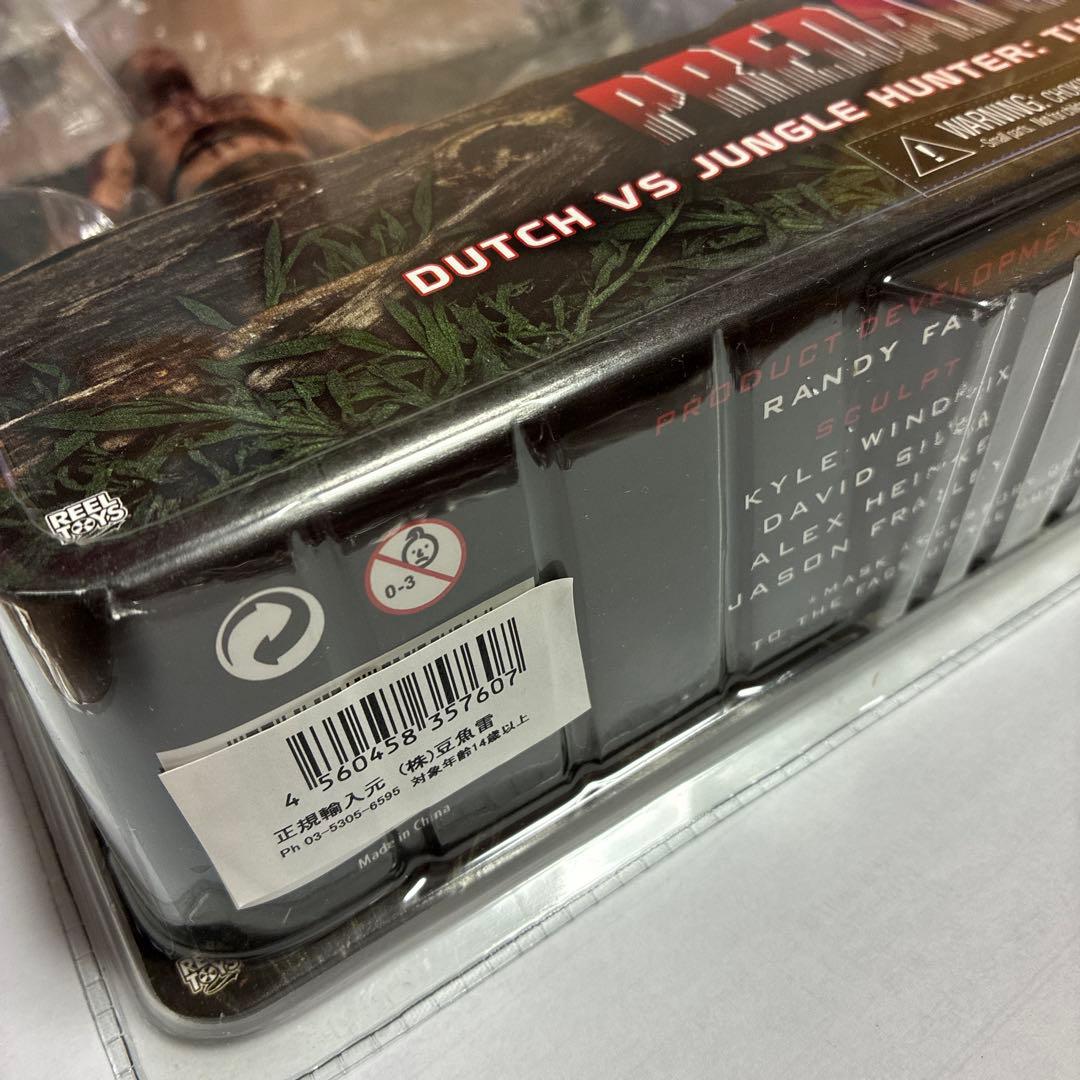 DUTCH VS JUNGLE HUNTER:
WARNING:
PRODUCT DEVELOPMENT
RANDY
SCULPT
KYLE WINDRIX
DAVID SILVA
ALEX HEINKE
JASON FRAILEY
REEL
TOYS
0-3
4 560458 357607
正規輸入元 (株)豆魚雷
Ph 03-5305-6595 対象年齢14歳以上
Made in China
REEL
TOYS